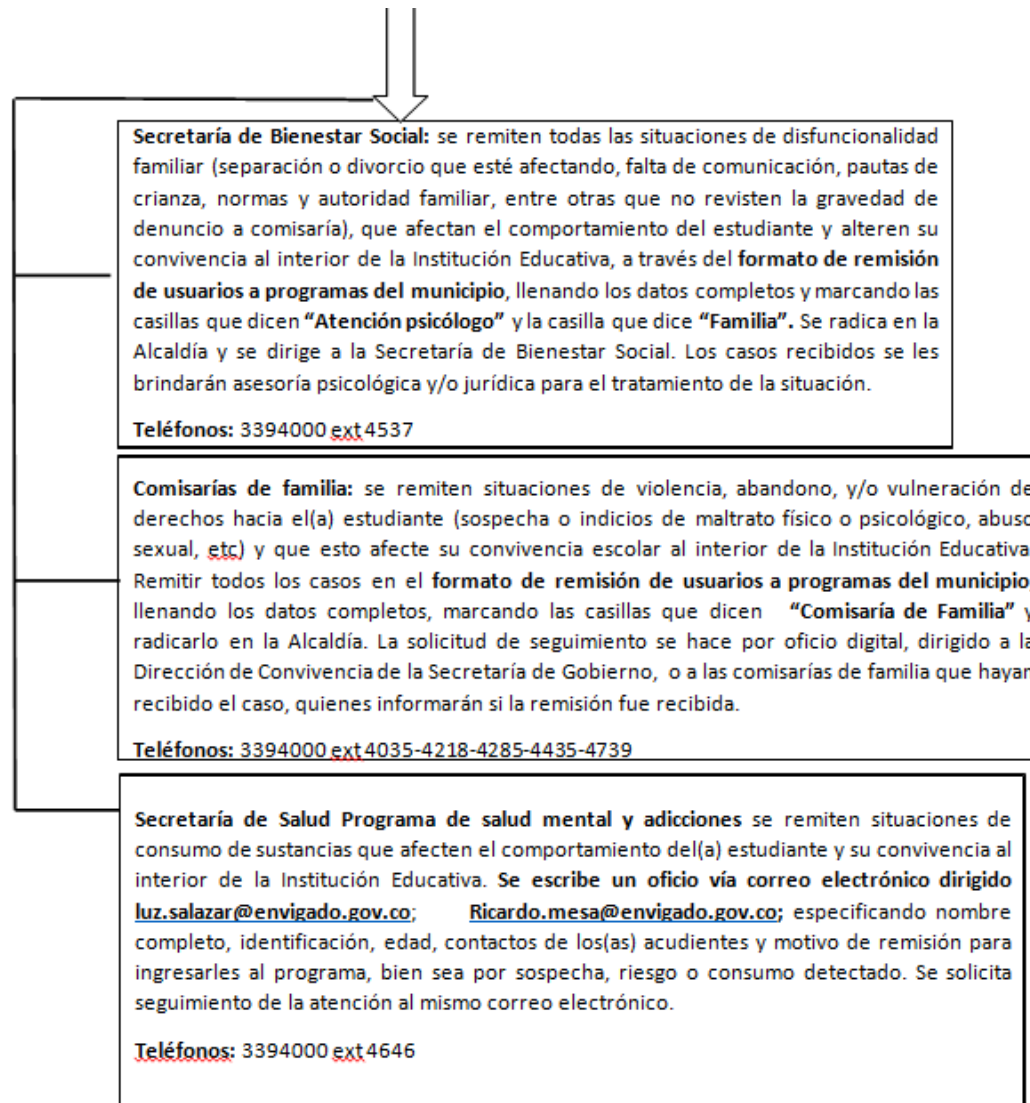 Secretaría de Bienestar Social: se remiten todas las situaciones de disfuncionalidad
familiar (separación o divorcio que esté afectando, falta de comunicación, pautas de
crianza, normas y autoridad familiar, entre otras que no revisten la gravedad de
denuncio a comisaría), que afectan el comportamiento del estudiante y alteren su
convivencia al interior de la Institución Educativa, a través del formato de remisión
de usuarios a programas del municipio, llenando los datos completos y marcando las
casillas que dicen “Atención psicólogo” y la casilla que dice “Familia”. Se radica en la
Alcaldía y se dirige a la Secretaría de Bienestar Social. Los casos recibidos se les
brindarán asesoría psicológica y/o jurídica para el tratamiento de la situación.
Teléfonos: 3394000 ext 4537
Comisarías de familia: se remiten situaciones de violencia, abandono, y/o vulneración de
derechos hacia el(a) estudiante (sospecha o indicios de maltrato físico o psicológico, abuso
sexual, etc) y que esto afecte su convivencia escolar al interior de la Institución Educativa
Remitir todos los casos en el formato de remisión de usuarios a programas del municipio,
llenando los datos completos, marcando las casillas que dicen “Comisaría de Familia” y
radicarlo en la Alcaldía. La solicitud de seguimiento se hace por oficio digital, dirigido a la
Dirección de Convivencia de la Secretaría de Gobierno, o a las comisarías de familia que hayan
recibido el caso, quienes informarán si la remisión fue recibida.
Teléfonos: 3394000 ext 4035-4218-4285-4435-4739
Secretaría de Salud Programa de salud mental y adicciones se remiten situaciones de
consumo de sustancias que afecten el comportamiento del(a) estudiante y su convivencia al
interior de la Institución Educativa. Se escribe un oficio vía correo electrónico dirigido
luz.salazar@envigado.gov.co; Ricardo.mesa@envigado.gov.co; especificando nombre
completo, identificación, edad, contactos de los(as) acudientes y motivo de remisión para
ingresarles al programa, bien sea por sospecha, riesgo o consumo detectado. Se solicita
seguimiento de la atención al mismo correo electrónico.
Teléfonos: 3394000 ext 4646